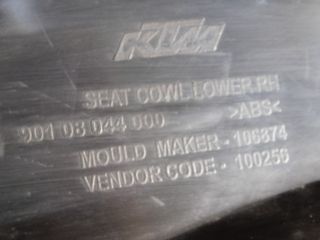 KTM
SEAT COWL LOWER RH
901 08 044 000 >ABS<
MOULD MAKER - 106874
VENDOR CODE - 100256